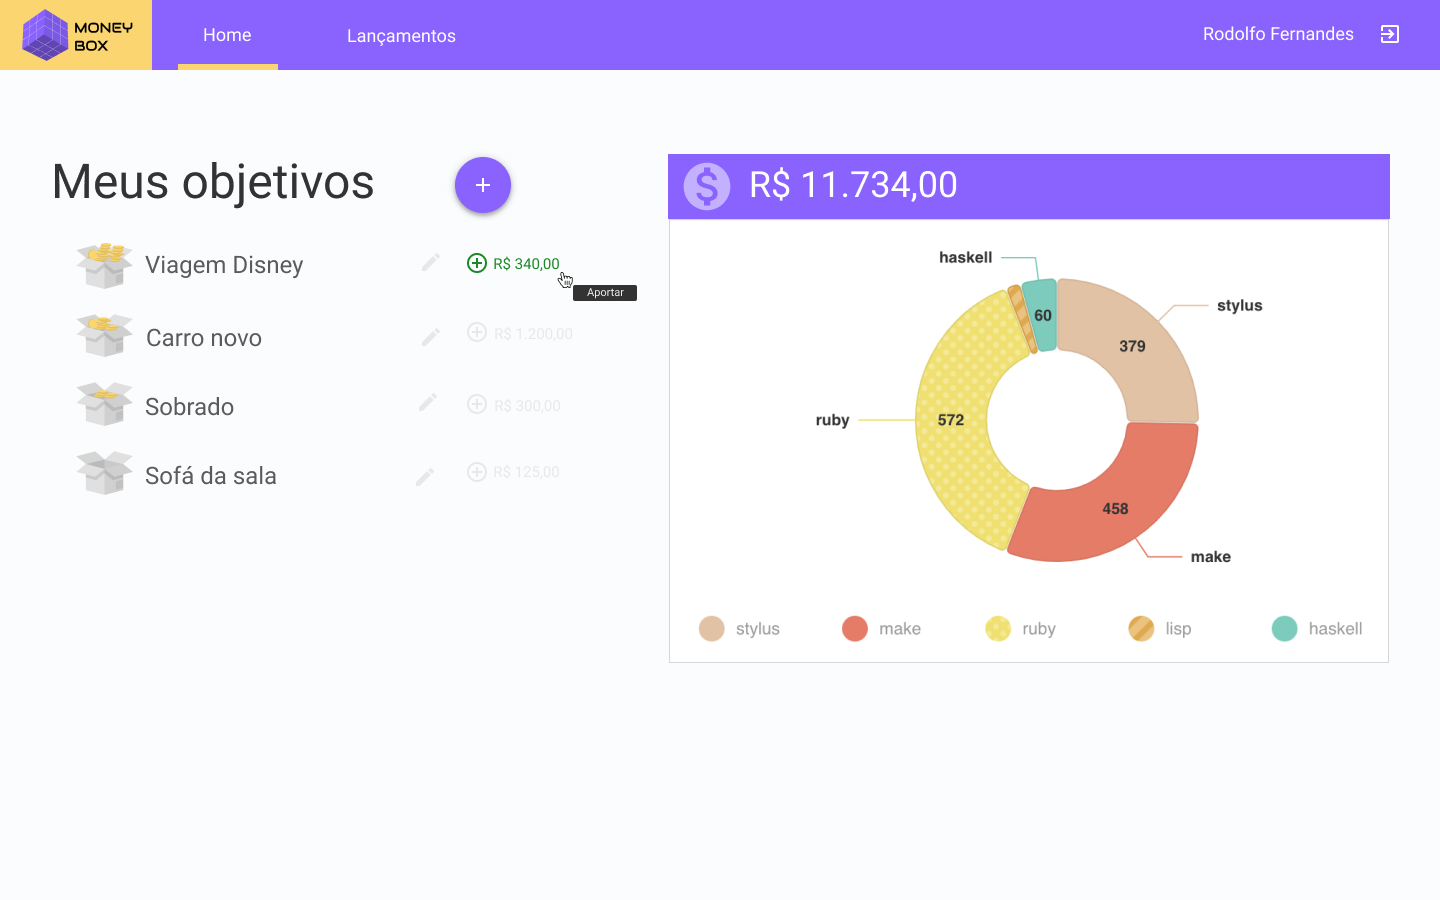 MONEY
BOX
Home
Lançamentos
Rodolfo Fernandes
Meus objetivos
+
Viagem Disney
R$ 340,00
Aportar
Carro novo
R$ 1.200,00
Sobrado
R$ 300,00
Sofá da sala
R$ 125,00
$
R$ 11.734,00
haskell
60
stylus
379
ruby
572
458
make
stylus
make
ruby
lisp
haskell